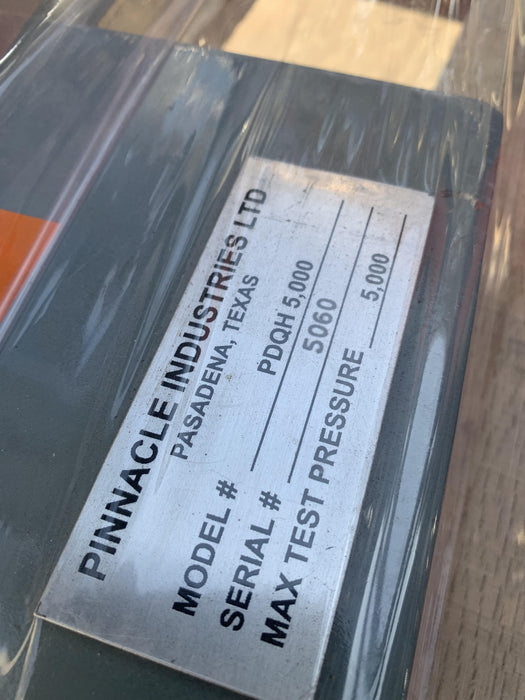 PINNACLE INDUSTRIES LTD
PASADENA, TEXAS
MODEL # PDQH 5,000
SERIAL # 5060
MAX TEST PRESSURE 5,000